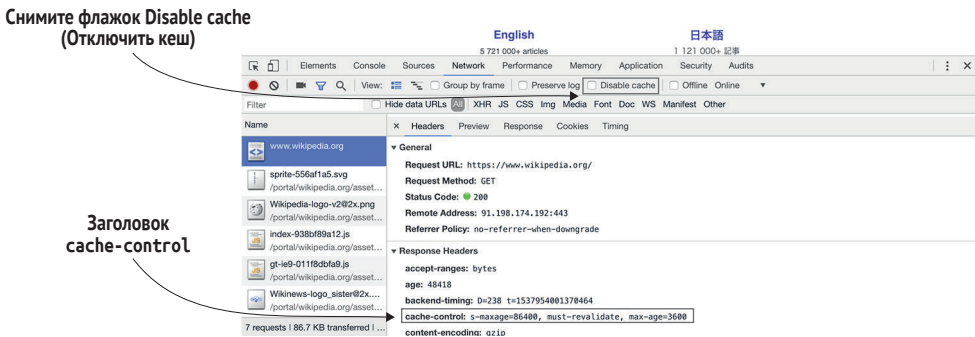 Снимите флажок Disable cache
(Отключить кеш)
English
日本語
5 721 000+ articles
1 121 000+ 記事
Elements Console Sources Network Performance Memory Application Security Audits
View: Group by frame Preserve log Disable cache Offline Online
Filter Hide data URLs All XHR JS CSS Img Media Font Doc WS Manifest Other
Name
Headers Preview Response Cookies Timing
www.wikipedia.org
General
Request URL: https://www.wikipedia.org/
sprite-556af1a5.svg
/portal/wikipedia.org/asset...
Request Method: GET
Status Code: 200
Wikipedia-logo-v2@2x.png
/portal/wikipedia.org/asset...
Remote Address: 91.198.174.192:443
Referrer Policy: no-referrer-when-downgrade
Заголовок
cache-control
index-938bf89a12.js
/portal/wikipedia.org/asset...
Response Headers
accept-ranges: bytes
gt-ie9-011f8dbfa9.js
/portal/wikipedia.org/asset...
age: 48418
backend-timing: D=238 t=1537954001370464
Wikinews-logo_sister@2x....
/portal/wikipedia.org/asset...
cache-control: s-maxage=86400, must-revalidate, max-age=3600
7 requests | 86.7 KB transferred | ...
content-encoding: gzip